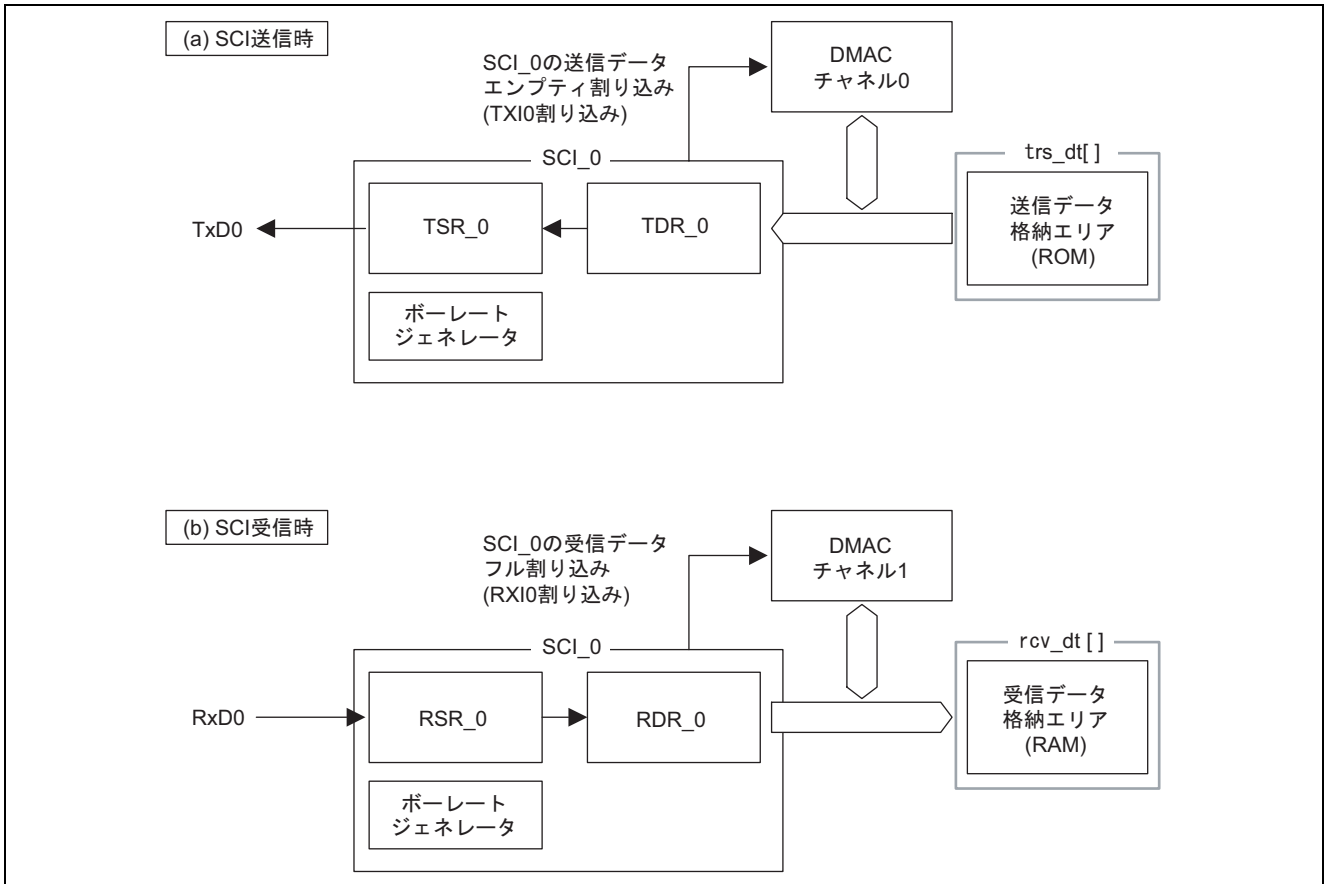 (a) SCI送信時
SCI_0の送信データ
エンプティ割り込み
(TXI0割り込み)
DMAC
チャネル0
SCI_0
trs_dt[ ]
TxD0
TSR_0
TDR_0
送信データ
格納エリア
(ROM)
ボーレート
ジェネレータ
(b) SCI受信時
SCI_0の受信データ
フル割り込み
(RXI0割り込み)
DMAC
チャネル1
SCI_0
rcv_dt [ ]
RxD0
RSR_0
RDR_0
受信データ
格納エリア
(RAM)
ボーレート
ジェネレータ